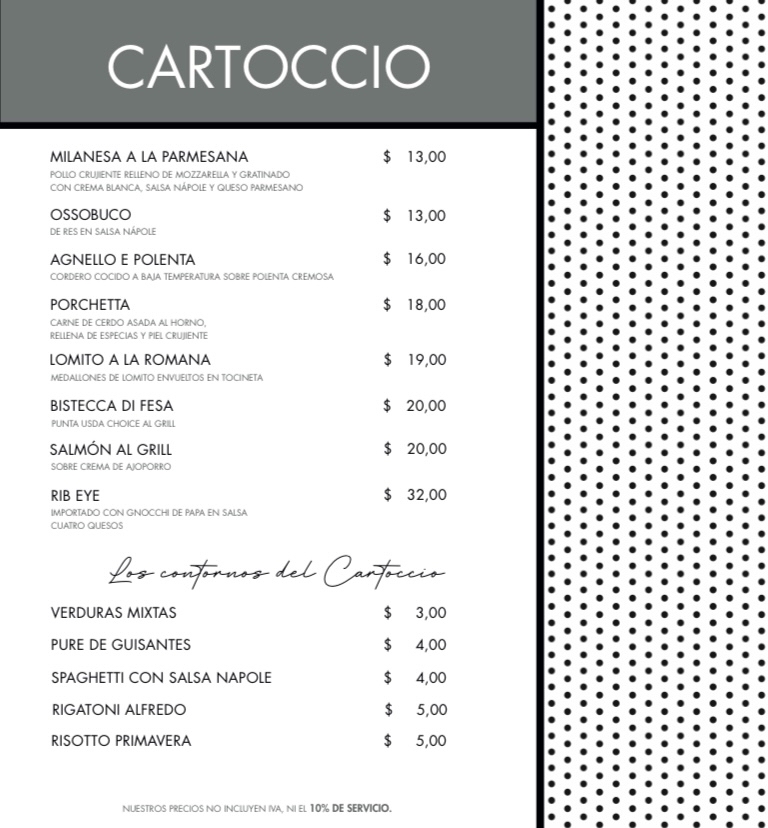 CARTOCCIO
MILANESA A LA PARMESANA $ 13,00
POLLO CRUJIENTE RELLENO DE MOZZARELLA Y GRATINADO
CON CREMA BLANCA, SALSA NÁPOLE Y QUESO PARMESANO
OSSOBUCO $ 13,00
DE RES EN SALSA NÁPOLE
AGNELLO E POLENTA $ 16,00
CORDERO COCIDO A BAJA TEMPERATURA SOBRE POLENTA CREMOSA
PORCHETTA $ 18,00
CARNE DE CERDO ASADA AL HORNO,
RELLENA DE ESPECIAS Y PIEL CRUJIENTE
LOMITO A LA ROMANA $ 19,00
MEDALLONES DE LOMITO ENVUELTOS EN TOCINETA
BISTECCA DI FESA $ 20,00
PUNTA USDA CHOICE AL GRILL
SALMÓN AL GRILL $ 20,00
SOBRE CREMA DE AJOPORRO
RIB EYE $ 32,00
IMPORTADO CON GNOCCHI DE PAPA EN SALSA
CUATRO QUESOS
Los contornos del Cartoccio
VERDURAS MIXTAS $ 3,00
PURE DE GUISANTES $ 4,00
SPAGHETTI CON SALSA NAPOLE $ 4,00
RIGATONI ALFREDO $ 5,00
RISOTTO PRIMAVERA $ 5,00
NUESTROS PRECIOS NO INCLUYEN IVA, NI EL 10% DE SERVICIO.